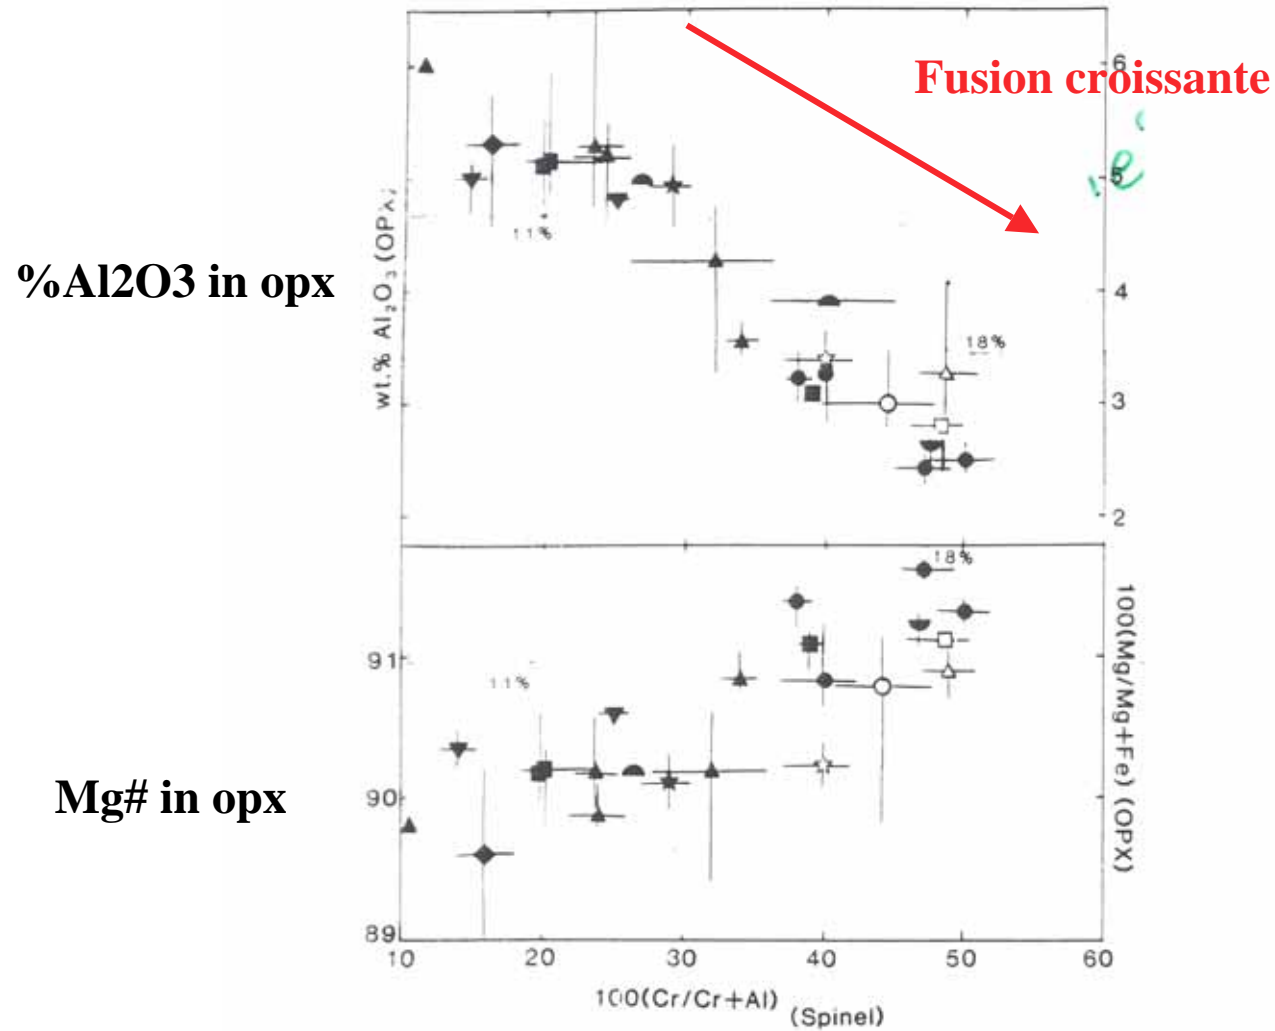 Fusion croissante
6
5
4
3
2
%Al2O3 in opx
wt.% Al₂O₃ (OPX)
11%
18%
18%
11%
91
90
89
Mg# in opx
100(Mg/Mg+Fe) (OPX)
10 20 30 40 50 60
100(Cr/Cr+Al)
(Spinel)